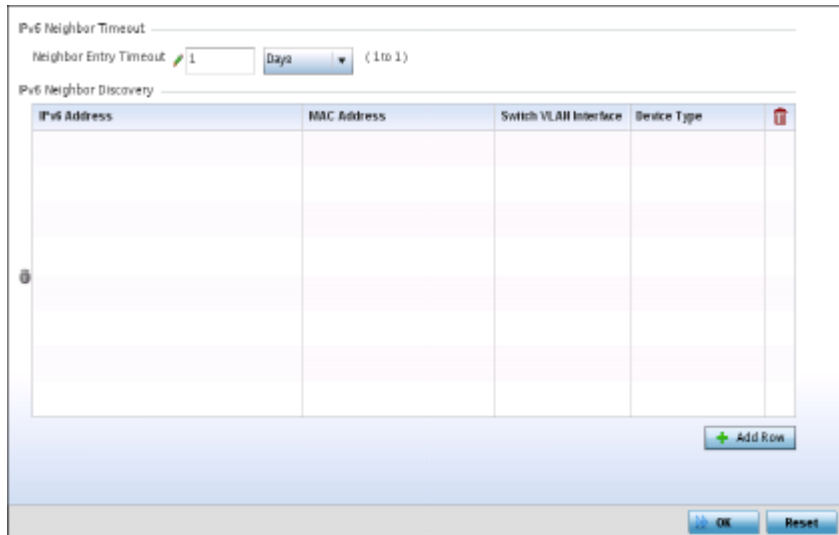 IPv6 Neighbor Timeout
Neighbor Entry Timeout 1 Days (1 to 1)
IPv6 Neighbor Discovery
IPv6 Address MAC Address Switch VLAN Interface Device Type
Add Row
OK Reset